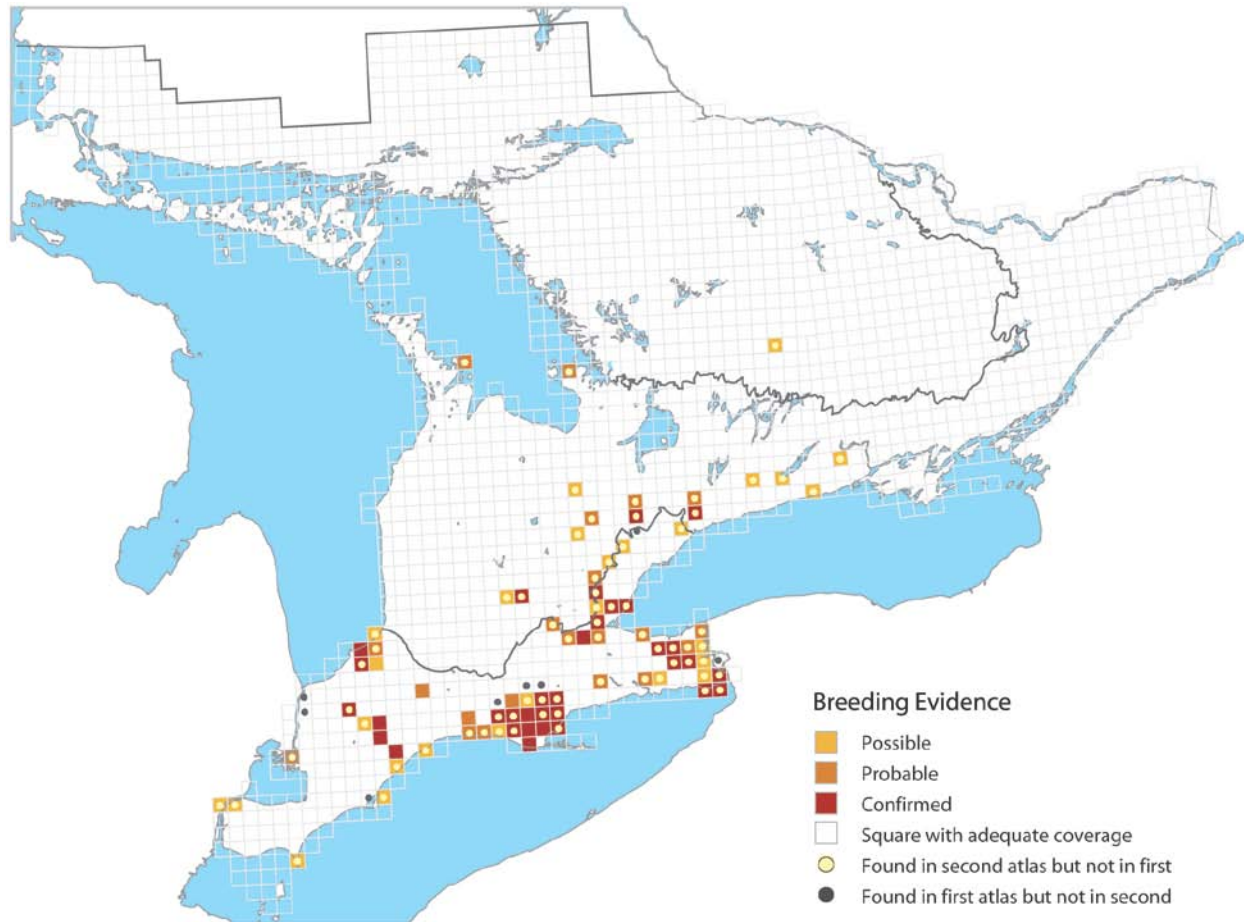 Breeding Evidence
Possible
Probable
Confirmed
Square with adequate coverage
Found in second atlas but not in first
Found in first atlas but not in second